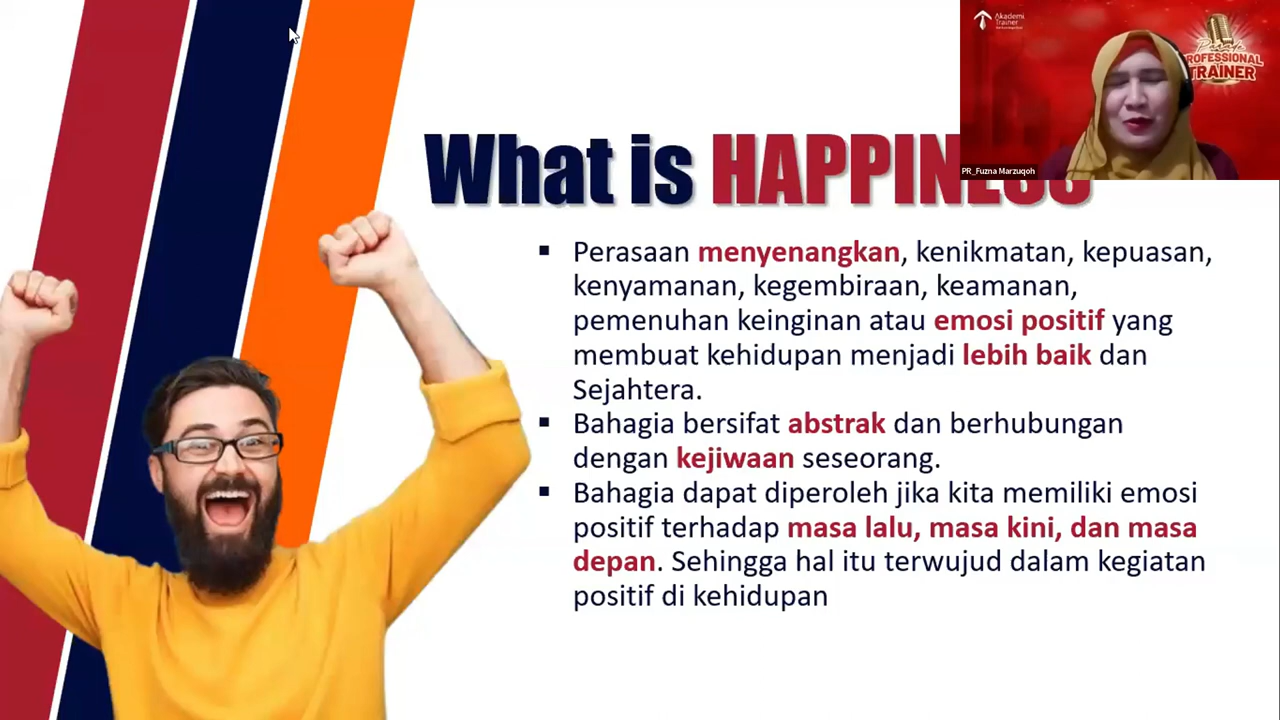 Akademi
Trainer
PROFESSIONAL
TRAINER
PR_Fuzna Marzuqoh
What is HAPPINESS
Perasaan menyenangkan, kenikmatan, kepuasan,
kenyamanan, kegembiraan, keamanan,
pemenuhan keinginan atau emosi positif yang
membuat kehidupan menjadi lebih baik dan
Sejahtera.
Bahagia bersifat abstrak dan berhubungan
dengan kejiwaan seseorang.
Bahagia dapat diperoleh jika kita memiliki emosi
positif terhadap masa lalu, masa kini, dan masa
depan. Sehingga hal itu terwujud dalam kegiatan
positif di kehidupan